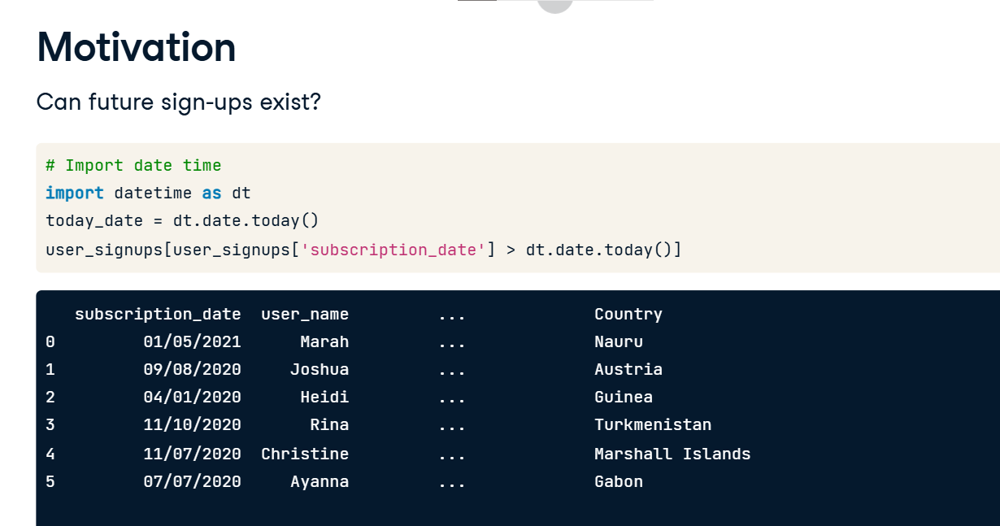 Motivation
Can future sign-ups exist?
# Import date time
import datetime as dt
today_date = dt.date.today()
user_signups[user_signups['subscription_date'] > dt.date.today()]
subscription_date user_name ... Country
0 01/05/2021 Marah ... Nauru
1 09/08/2020 Joshua ... Austria
2 04/01/2020 Heidi ... Guinea
3 11/10/2020 Rina ... Turkmenistan
4 11/07/2020 Christine ... Marshall Islands
5 07/07/2020 Ayanna ... Gabon